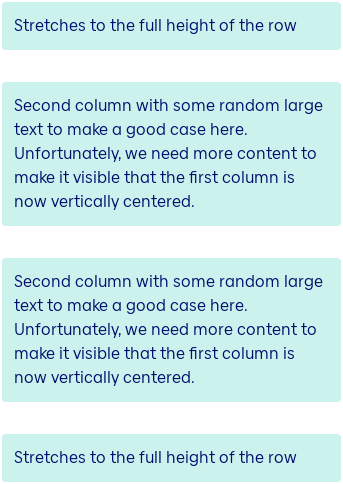 Stretches to the full height of the row
Second column with some random large
text to make a good case here.
Unfortunately, we need more content to
make it visible that the first column is
now vertically centered.
Second column with some random large
text to make a good case here.
Unfortunately, we need more content to
make it visible that the first column is
now vertically centered.
Stretches to the full height of the row